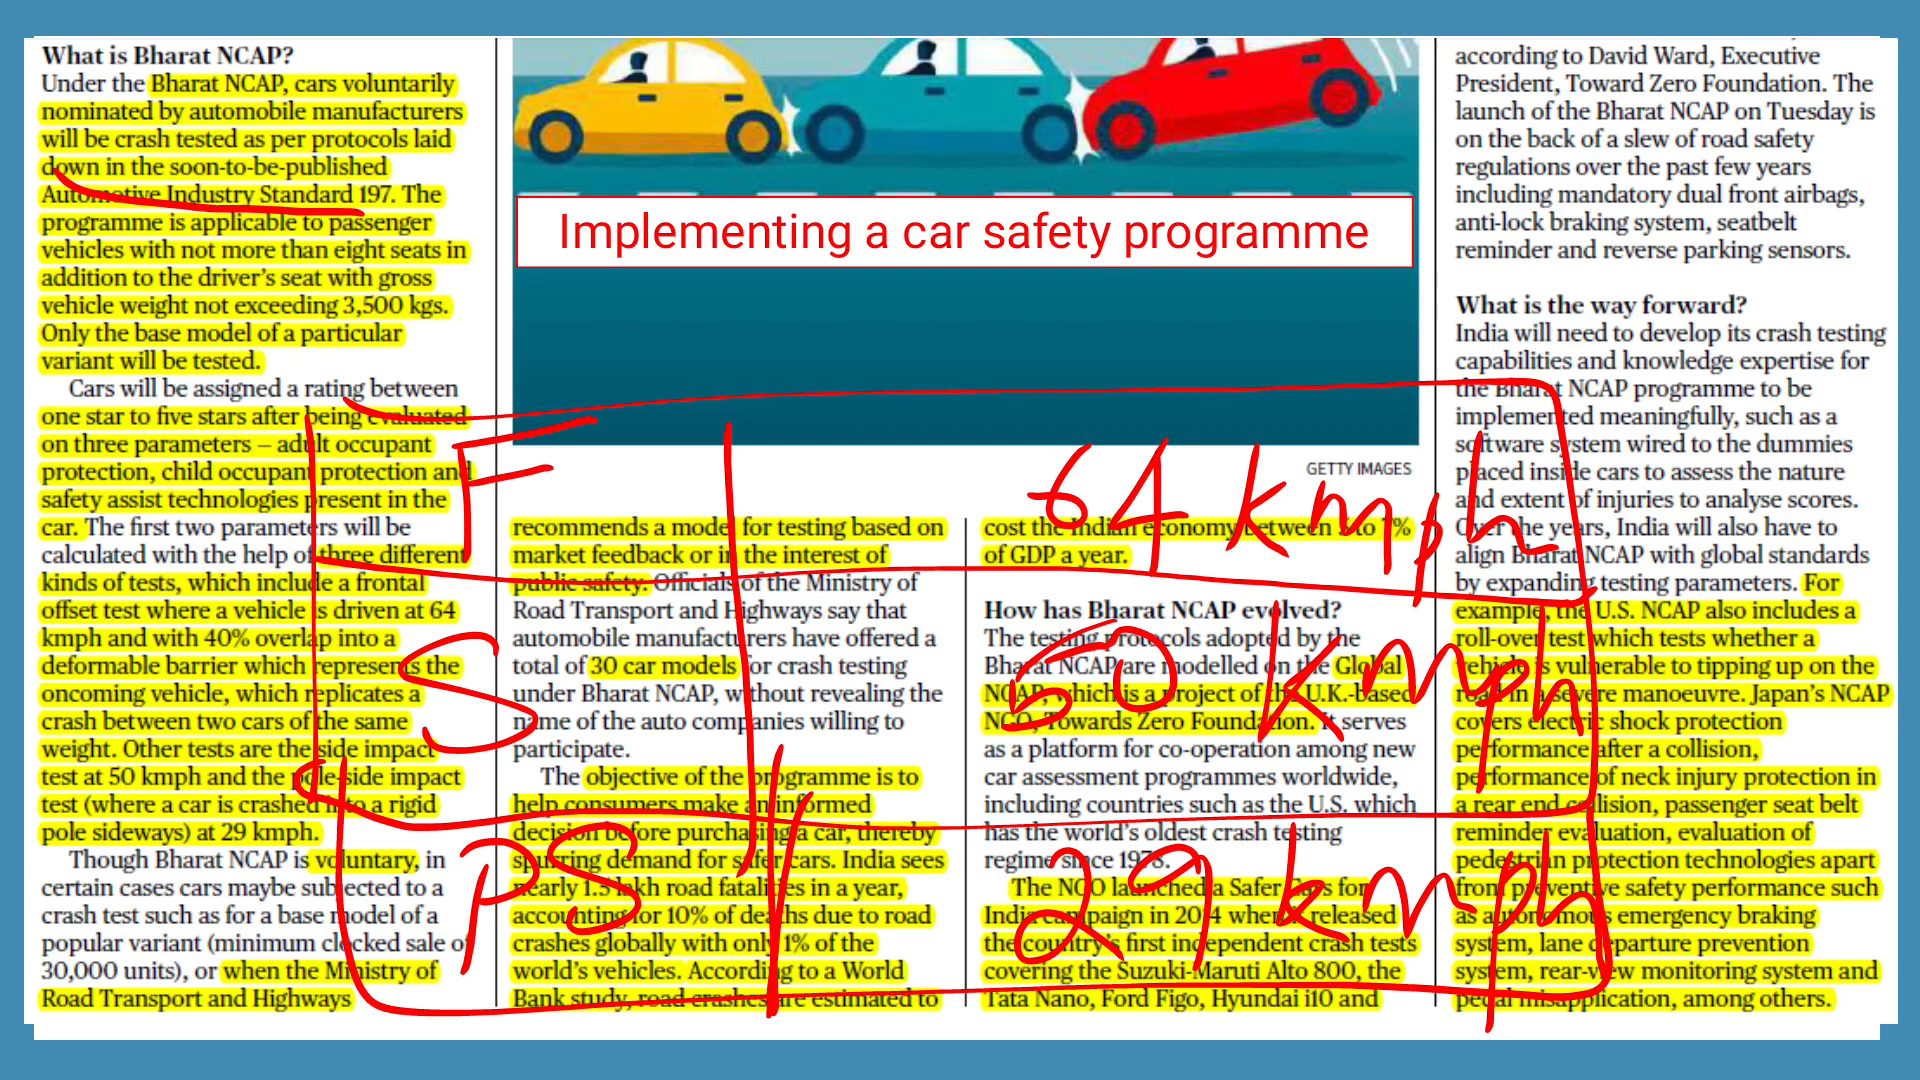 What is Bharat NCAP?
Under the Bharat NCAP, cars voluntarily
nominated by automobile manufacturers
will be crash tested as per protocols laid
down in the soon-to-be-published
Automotive Industry Standard 197. The
programme is applicable to passenger
vehicles with not more than eight seats in
addition to the driver's seat with gross
vehicle weight not exceeding 3,500 kgs.
Only the base model of a particular
variant will be tested.
Cars will be assigned a rating between
one star to five stars after being evaluated
on three parameters – adult occupant
protection, child occupant protection and
safety assist technologies present in the
car. The first two parameters will be
calculated with the help of three different
kinds of tests, which include a frontal
offset test where a vehicle is driven at 64
kmph and with 40% overlap into a
deformable barrier which represents the
oncoming vehicle, which replicates a
crash between two cars of the same
weight. Other tests are the side impact
test at 50 kmph and the pole-side impact
test (where a car is crashed into a rigid
pole sideways) at 29 kmph.
Though Bharat NCAP is voluntary, in
certain cases cars maybe subjected to a
crash test such as for a base model of a
popular variant (minimum clocked sale of
30,000 units), or when the Ministry of
Road Transport and Highways
Implementing a car safety programme
GETTY IMAGES
recommends a model for testing based on
market feedback or in the interest of
public safety. Officials of the Ministry of
Road Transport and Highways say that
automobile manufacturers have offered a
total of 30 car models for crash testing
under Bharat NCAP, without revealing the
name of the auto companies willing to
participate.
The objective of the programme is to
help consumers make an informed
decision before purchasing a car, thereby
spurring demand for safer cars. India sees
nearly 1.5 lakh road fatalities in a year,
accounting for 10% of deaths due to road
crashes globally with only 1% of the
world's vehicles. According to a World
Bank study, road crashes are estimated to
cost the Indian economy between 5 to 7%
of GDP a year.
How has Bharat NCAP evolved?
The testing protocols adopted by the
Bharat NCAP are modelled on the Global
NCAP, which is a project of the U.K.-based
NGO, Towards Zero Foundation. It serves
as a platform for co-operation among new
car assessment programmes worldwide,
including countries such as the U.S. which
has the world's oldest crash testing
regime since 1978.
The NGO launched a Safer Cars for
India campaign in 2014 when it released
the country's first independent crash tests
covering the Suzuki-Maruti Alto 800, the
Tata Nano, Ford Figo, Hyundai i10 and
according to David Ward, Executive
President, Toward Zero Foundation. The
launch of the Bharat NCAP on Tuesday is
on the back of a slew of road safety
regulations over the past few years
including mandatory dual front airbags,
anti-lock braking system, seatbelt
reminder and reverse parking sensors.
What is the way forward?
India will need to develop its crash testing
capabilities and knowledge expertise for
the Bharat NCAP programme to be
implemented meaningfully, such as a
software system wired to the dummies
placed inside cars to assess the nature
and extent of injuries to analyse scores.
Over the years, India will also have to
align Bharat NCAP with global standards
by expanding testing parameters. For
example, the U.S. NCAP also includes a
roll-over test which tests whether a
vehicle is vulnerable to tipping up on the
road in a severe manoeuvre. Japan's NCAP
covers electric shock protection
performance after a collision,
performance of neck injury protection in
a rear end collision, passenger seat belt
reminder evaluation, evaluation of
pedestrian protection technologies apart
from preventive safety performance such
as autonomous emergency braking
system, lane departure prevention
system, rear-view monitoring system and
pedal misapplication, among others.
F 64 kmph
S 50 kmph
PS 29 kmph